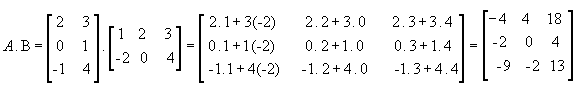 A.B = [2 3; 0 1; -1 4] . [1 2 3; -2 0 4] = [2.1+3(-2) 2.2+3.0 2.3+3.4; 0.1+1(-2) 0.2+1.0 0.3+1.4; -1.1+4(-2) -1.2+4.0 -1.3+4.4] = [-4 4 18; -2 0 4; -9 -2 13]